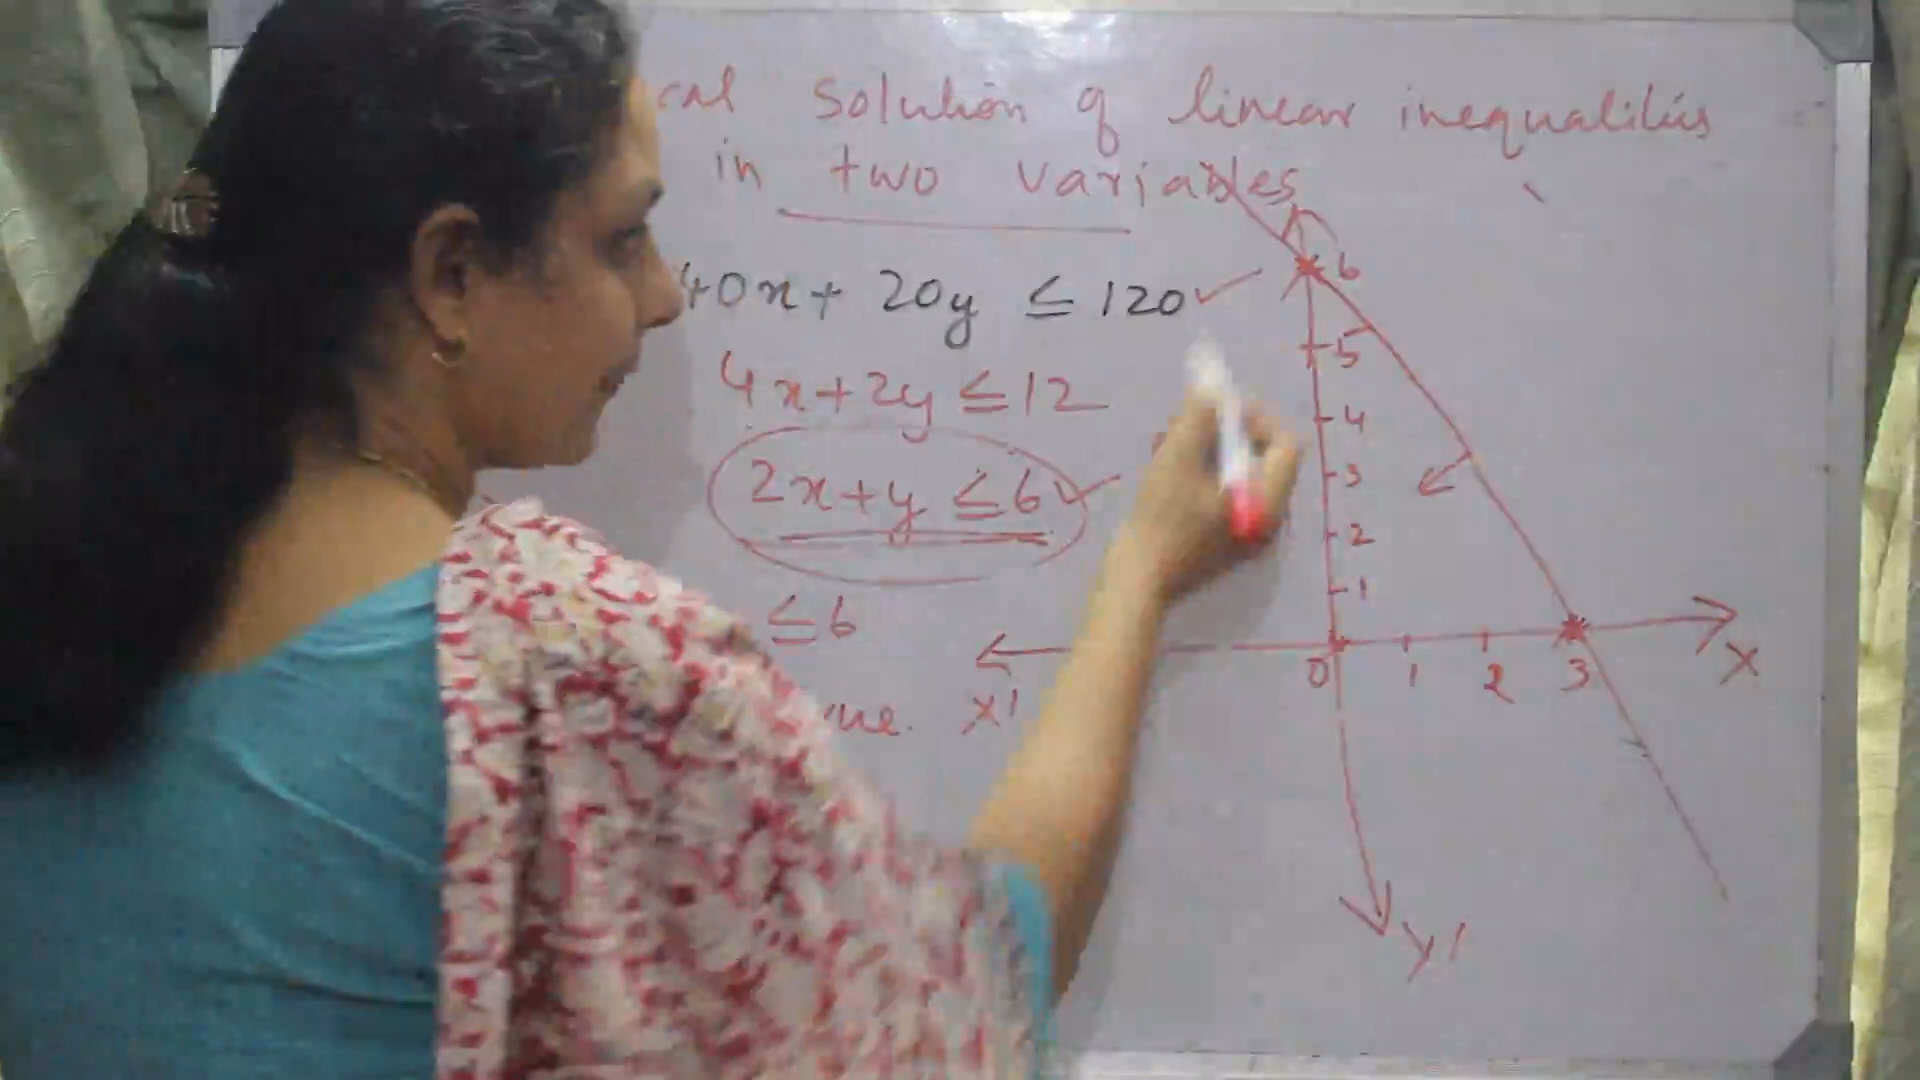 cal solution of linear inequalities
in two variables
40x + 20y ≤ 120 ✓
4x + 2y ≤ 12
2x + y ≤ 6 ✓
≤ 6
6
5
4
3
2
1
0 1 2 3
X
X'
Y'